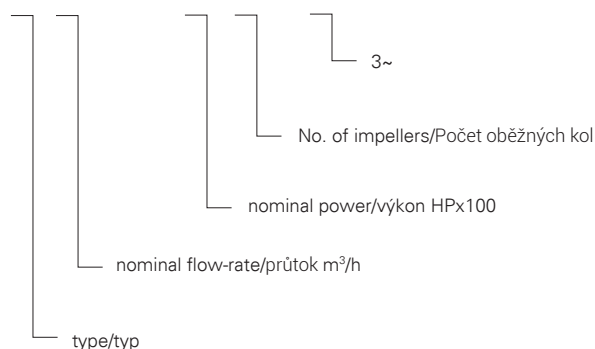 3~
No. of impellers/Počet oběžných kol
nominal power/výkon HPx100
nominal flow-rate/průtok m³/h
type/typ